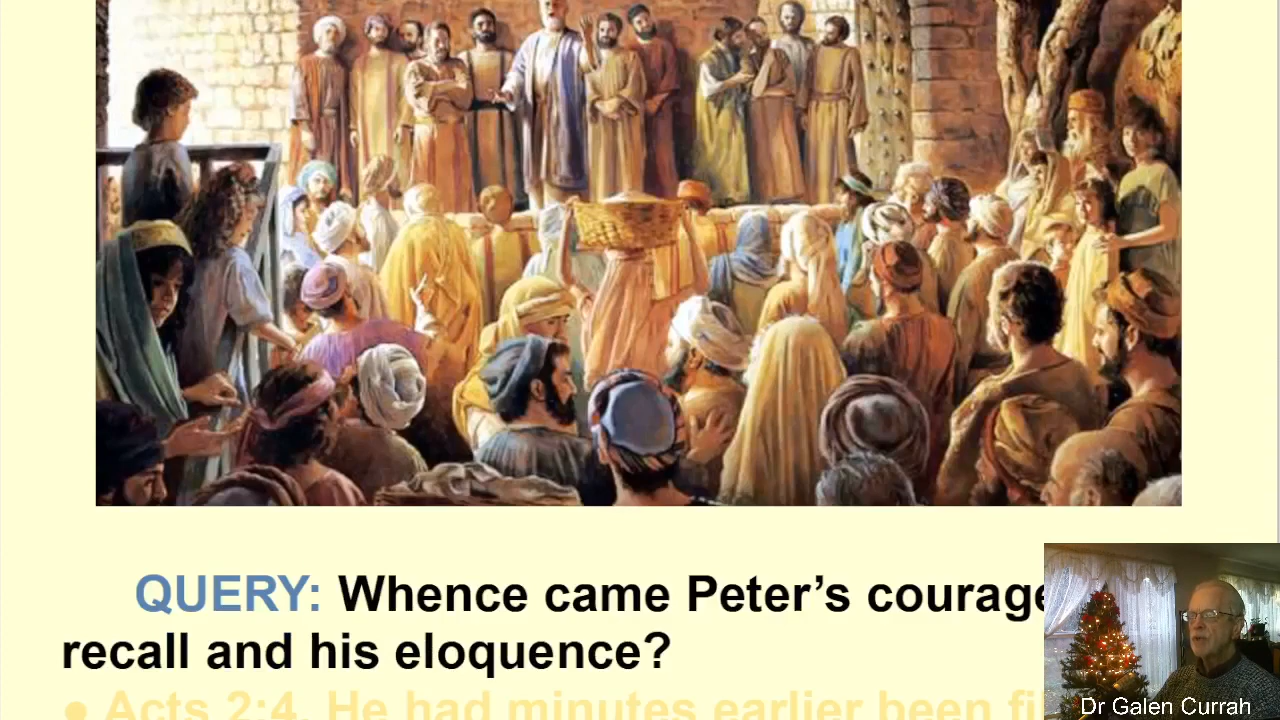 QUERY: Whence came Peter’s courage
recall and his eloquence?
● Acts 2:4. He had minutes earlier been
Dr Galen Currah